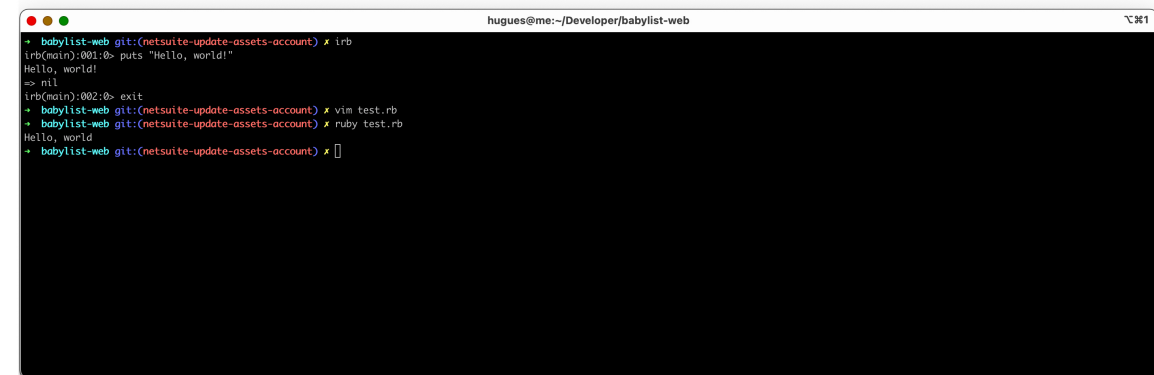 hugues@me:~/Developer/babylist-web
⌥⌘1
→ babylist-web git:(netsuite-update-assets-account) ✗ irb
irb(main):001:0> puts "Hello, world!"
Hello, world!
=> nil
irb(main):002:0> exit
→ babylist-web git:(netsuite-update-assets-account) ✗ vim test.rb
→ babylist-web git:(netsuite-update-assets-account) ✗ ruby test.rb
Hello, world
→ babylist-web git:(netsuite-update-assets-account) ✗